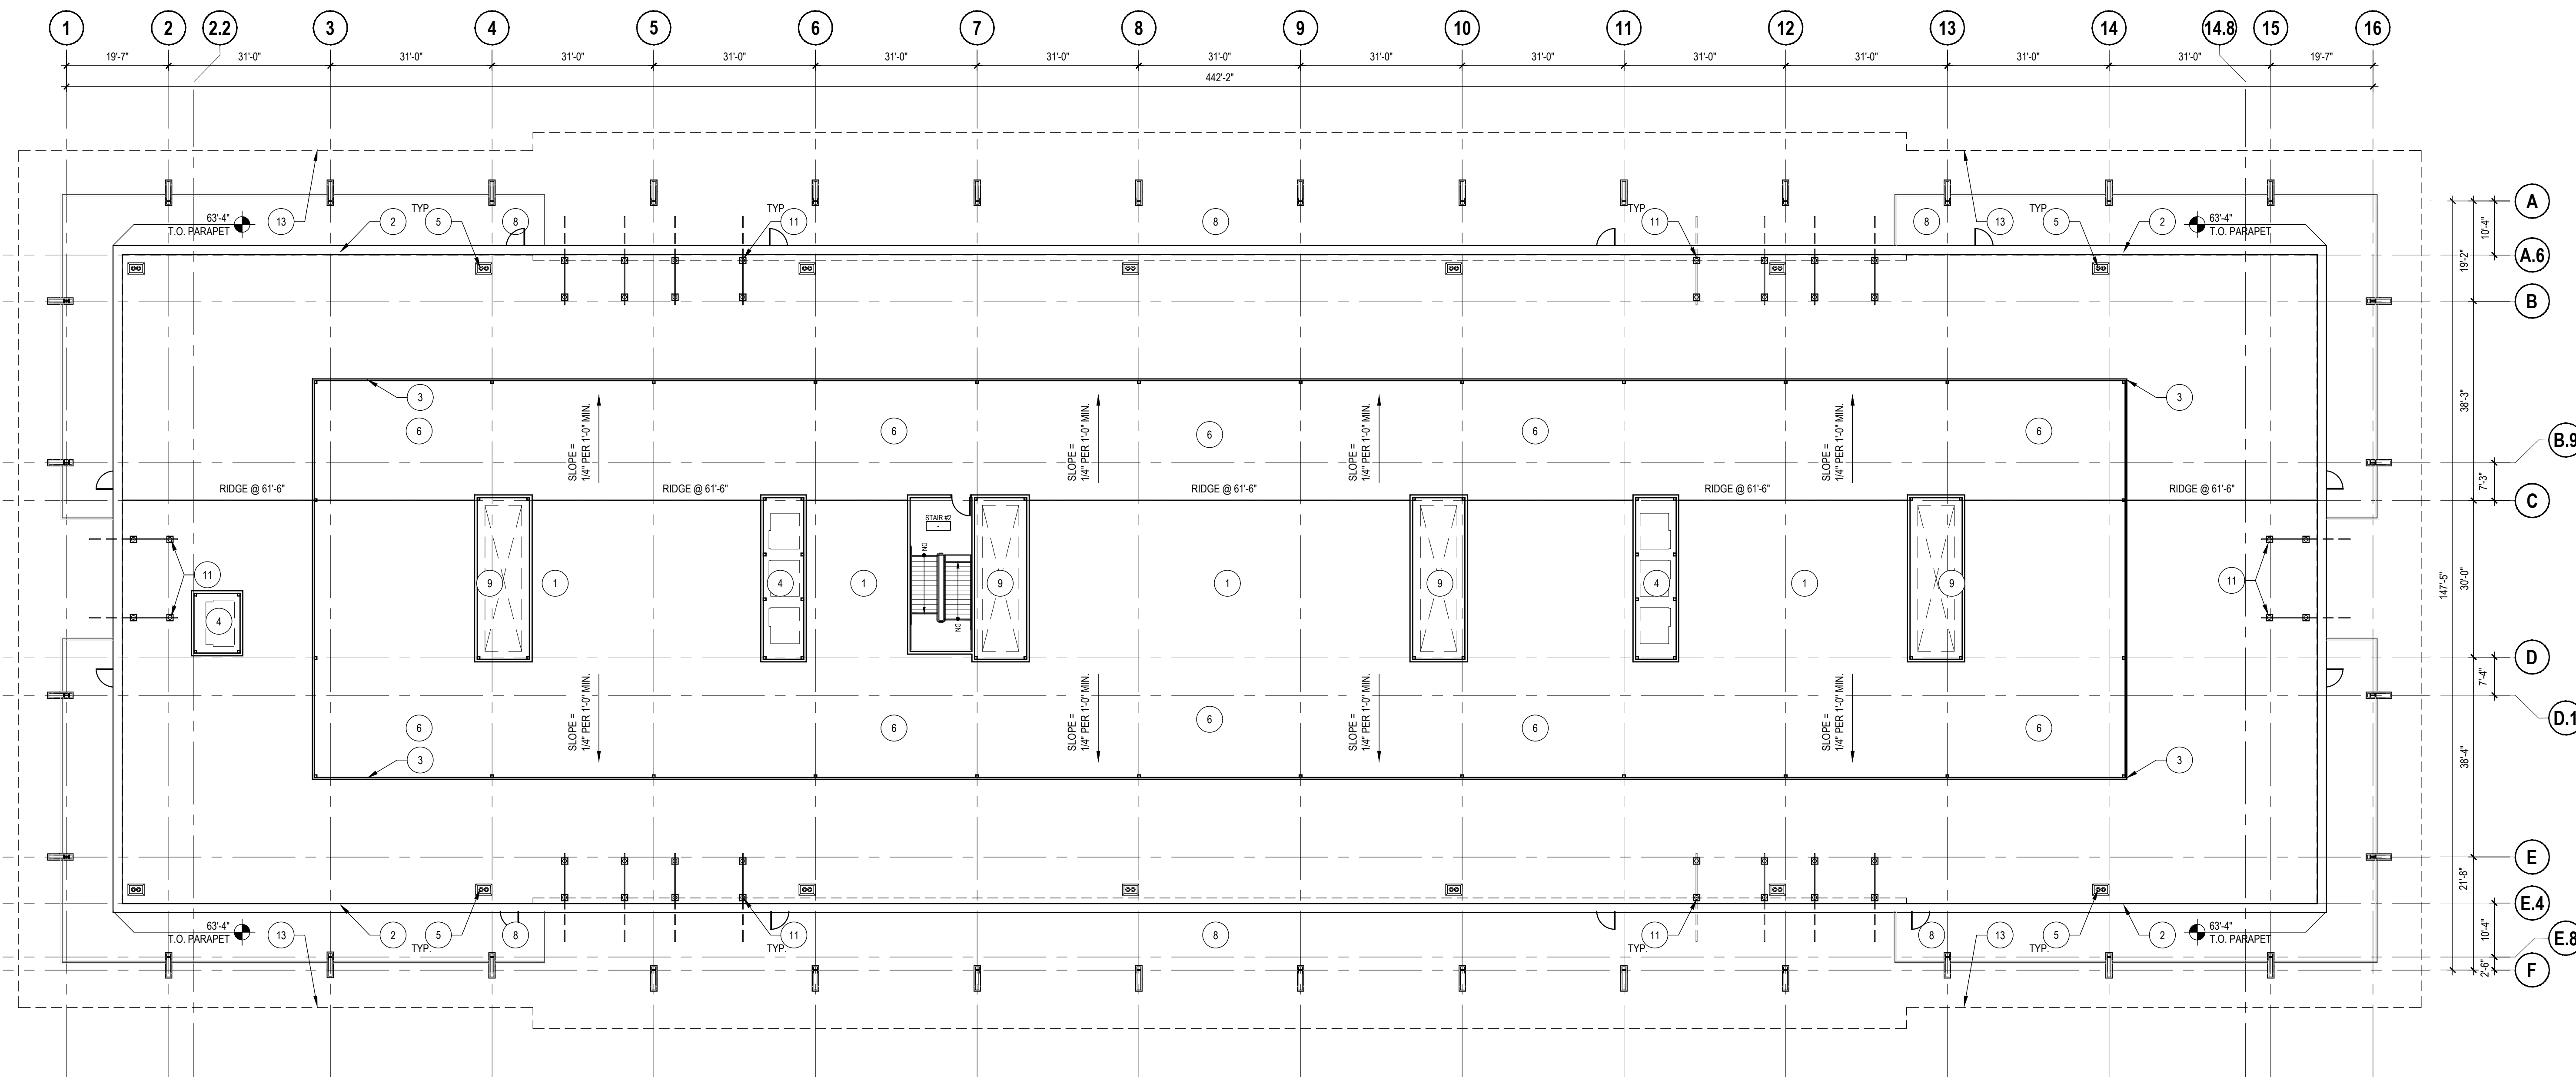 1 2 2.2 3 4 5 6 7 8 9 10 11 12 13 14 14.8 15 16
19'-7" 31'-0" 31'-0" 31'-0" 31'-0" 31'-0" 31'-0" 31'-0" 31'-0" 31'-0" 31'-0" 31'-0" 31'-0" 31'-0" 19'-7"
442'-2"
A
TYP. TYP. TYP. TYP.
63'-4" 13 2 5 8 11 8 11 8 13 5 2 63'-4"
T.O. PARAPET T.O. PARAPET
10'-4"
A.6
19'-2"
B
3 3
38'-3"
6 6 6 6 6
SLOPE =
1/4" PER 1'-0" MIN.
SLOPE =
1/4" PER 1'-0" MIN.
SLOPE =
1/4" PER 1'-0" MIN.
SLOPE =
1/4" PER 1'-0" MIN.
B.9
7'-3"
RIDGE @ 61'-6" RIDGE @ 61'-6" RIDGE @ 61'-6" RIDGE @ 61'-6" RIDGE @ 61'-6"
C
STAIR #2
-
DN
11 9 1 4 1 9 1 9 4 1 9 11
30'-0"
147'-5"
4
DN
D
7'-4"
D.1
SLOPE =
1/4" PER 1'-0" MIN.
SLOPE =
1/4" PER 1'-0" MIN.
SLOPE =
1/4" PER 1'-0" MIN.
SLOPE =
1/4" PER 1'-0" MIN.
6 6 6 6 6
38'-4"
3 3
E
21'-8"
E.4
63'-4" 13 2 5 8 11 8 11 8 13 5 2 63'-4"
T.O. PARAPET T.O. PARAPET
TYP. TYP. TYP. TYP.
10'-4"
E.8
2'-6"
F